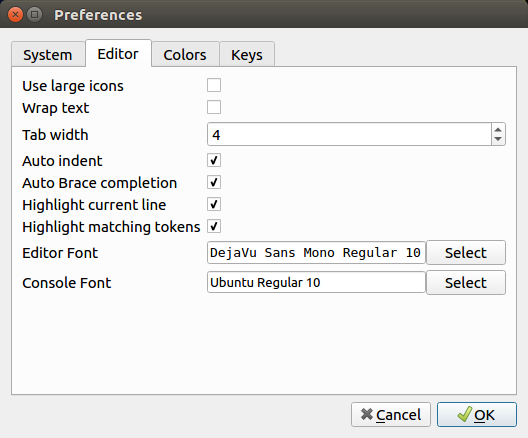 Preferences
System Editor Colors Keys
Use large icons
Wrap text
Tab width 4
Auto indent
Auto Brace completion
Highlight current line
Highlight matching tokens
Editor Font DejaVu Sans Mono Regular 10 Select
Console Font Ubuntu Regular 10 Select
Cancel OK